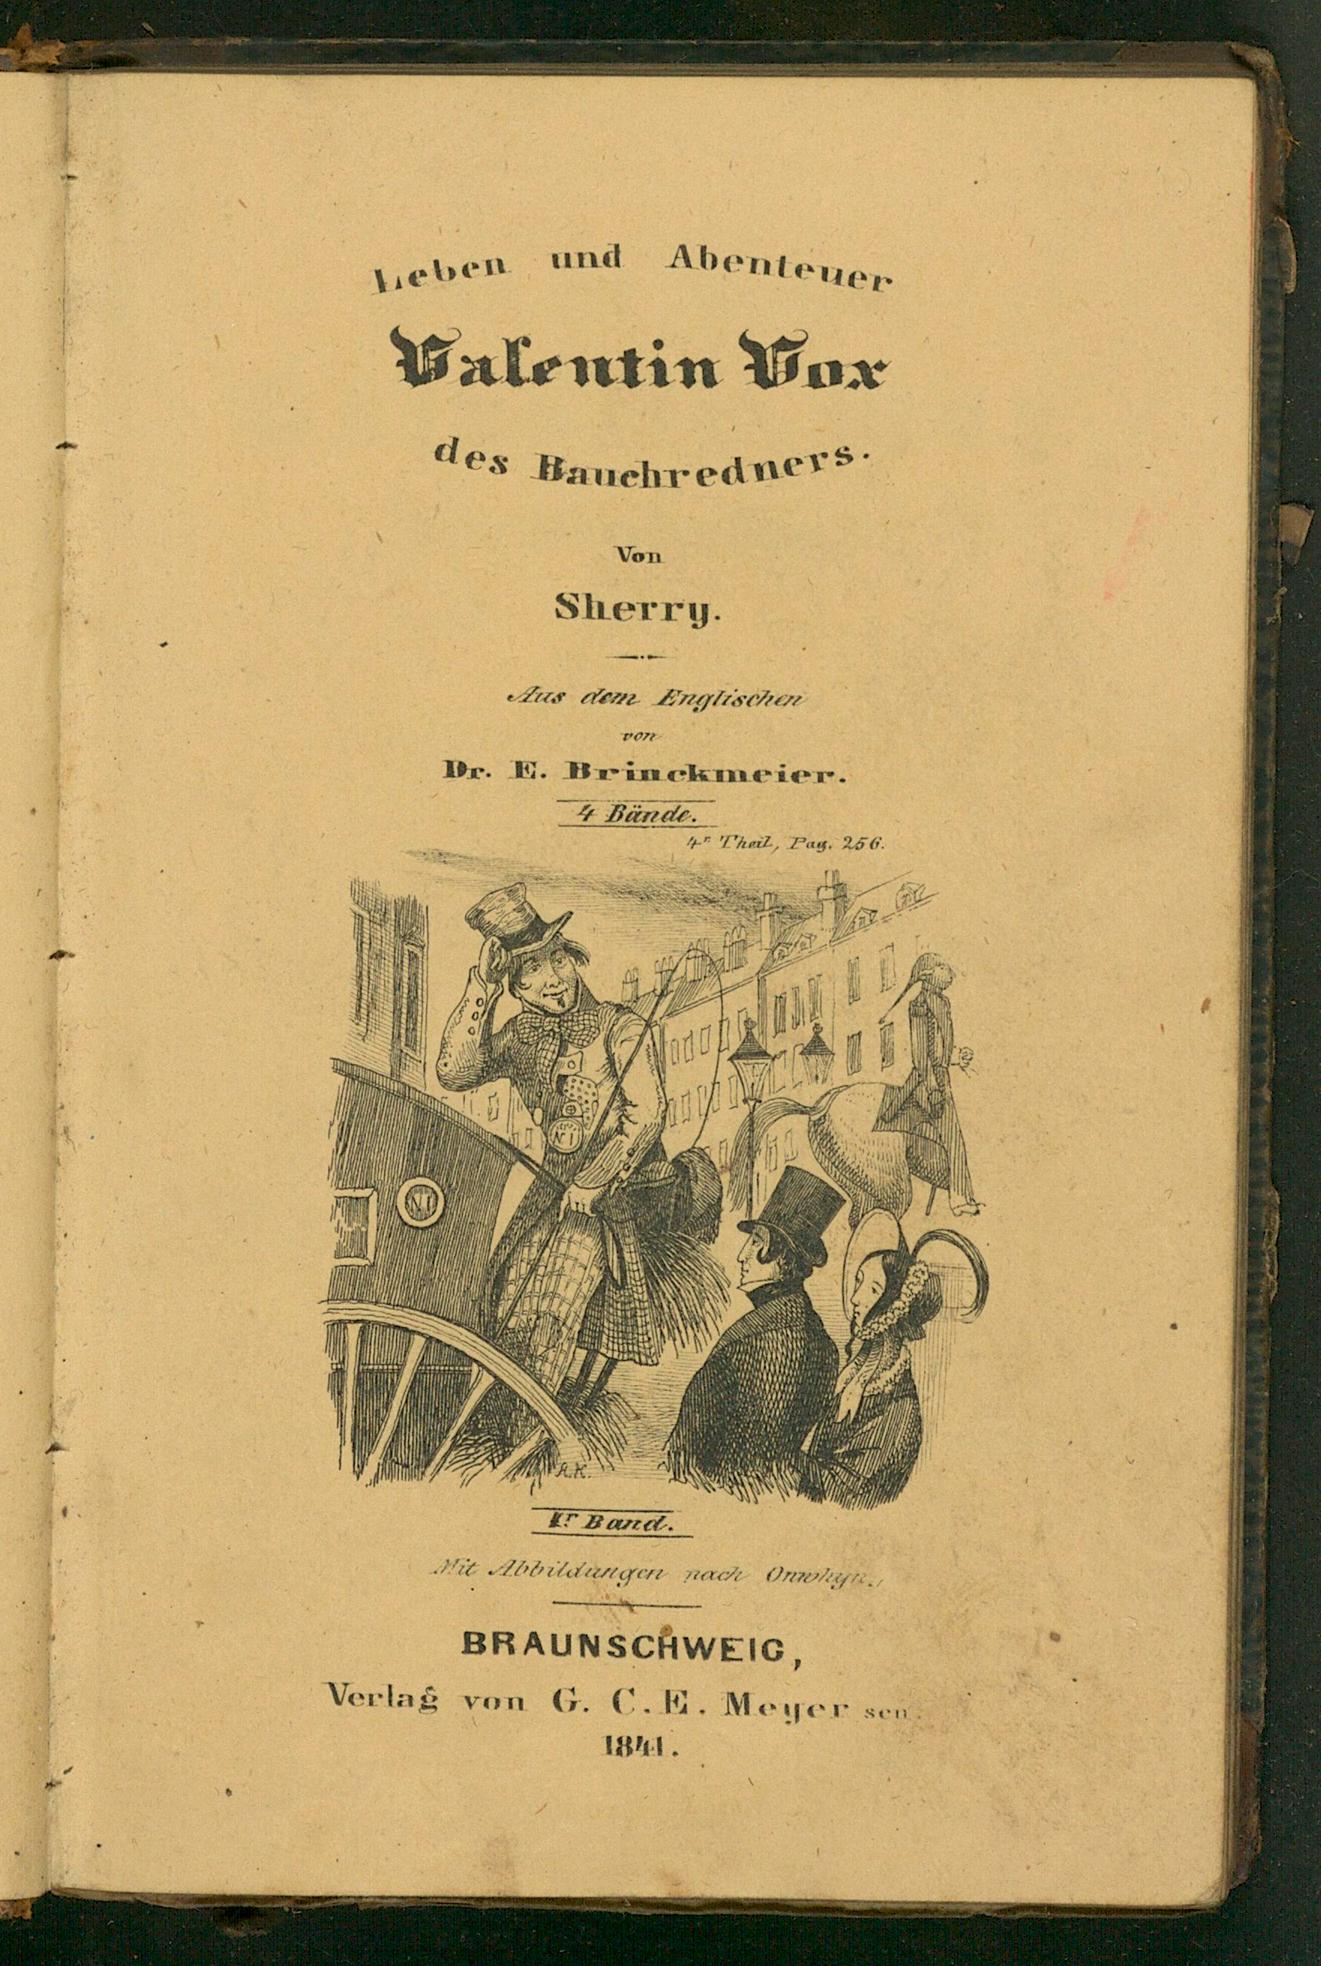 Leben und Abenteuer
Valentin Vox
des Bauchredners.
Von
Sherry.
Aus dem Englischen
von
Dr. E. Brinckmeier.
4 Bände.
4r Theil, Pag. 256.
N1
N1
A.K.
1r Band.
Mit Abbildungen nach Onwhyn.
BRAUNSCHWEIG,
Verlag von G. C. E. Meyer sen.
1841.